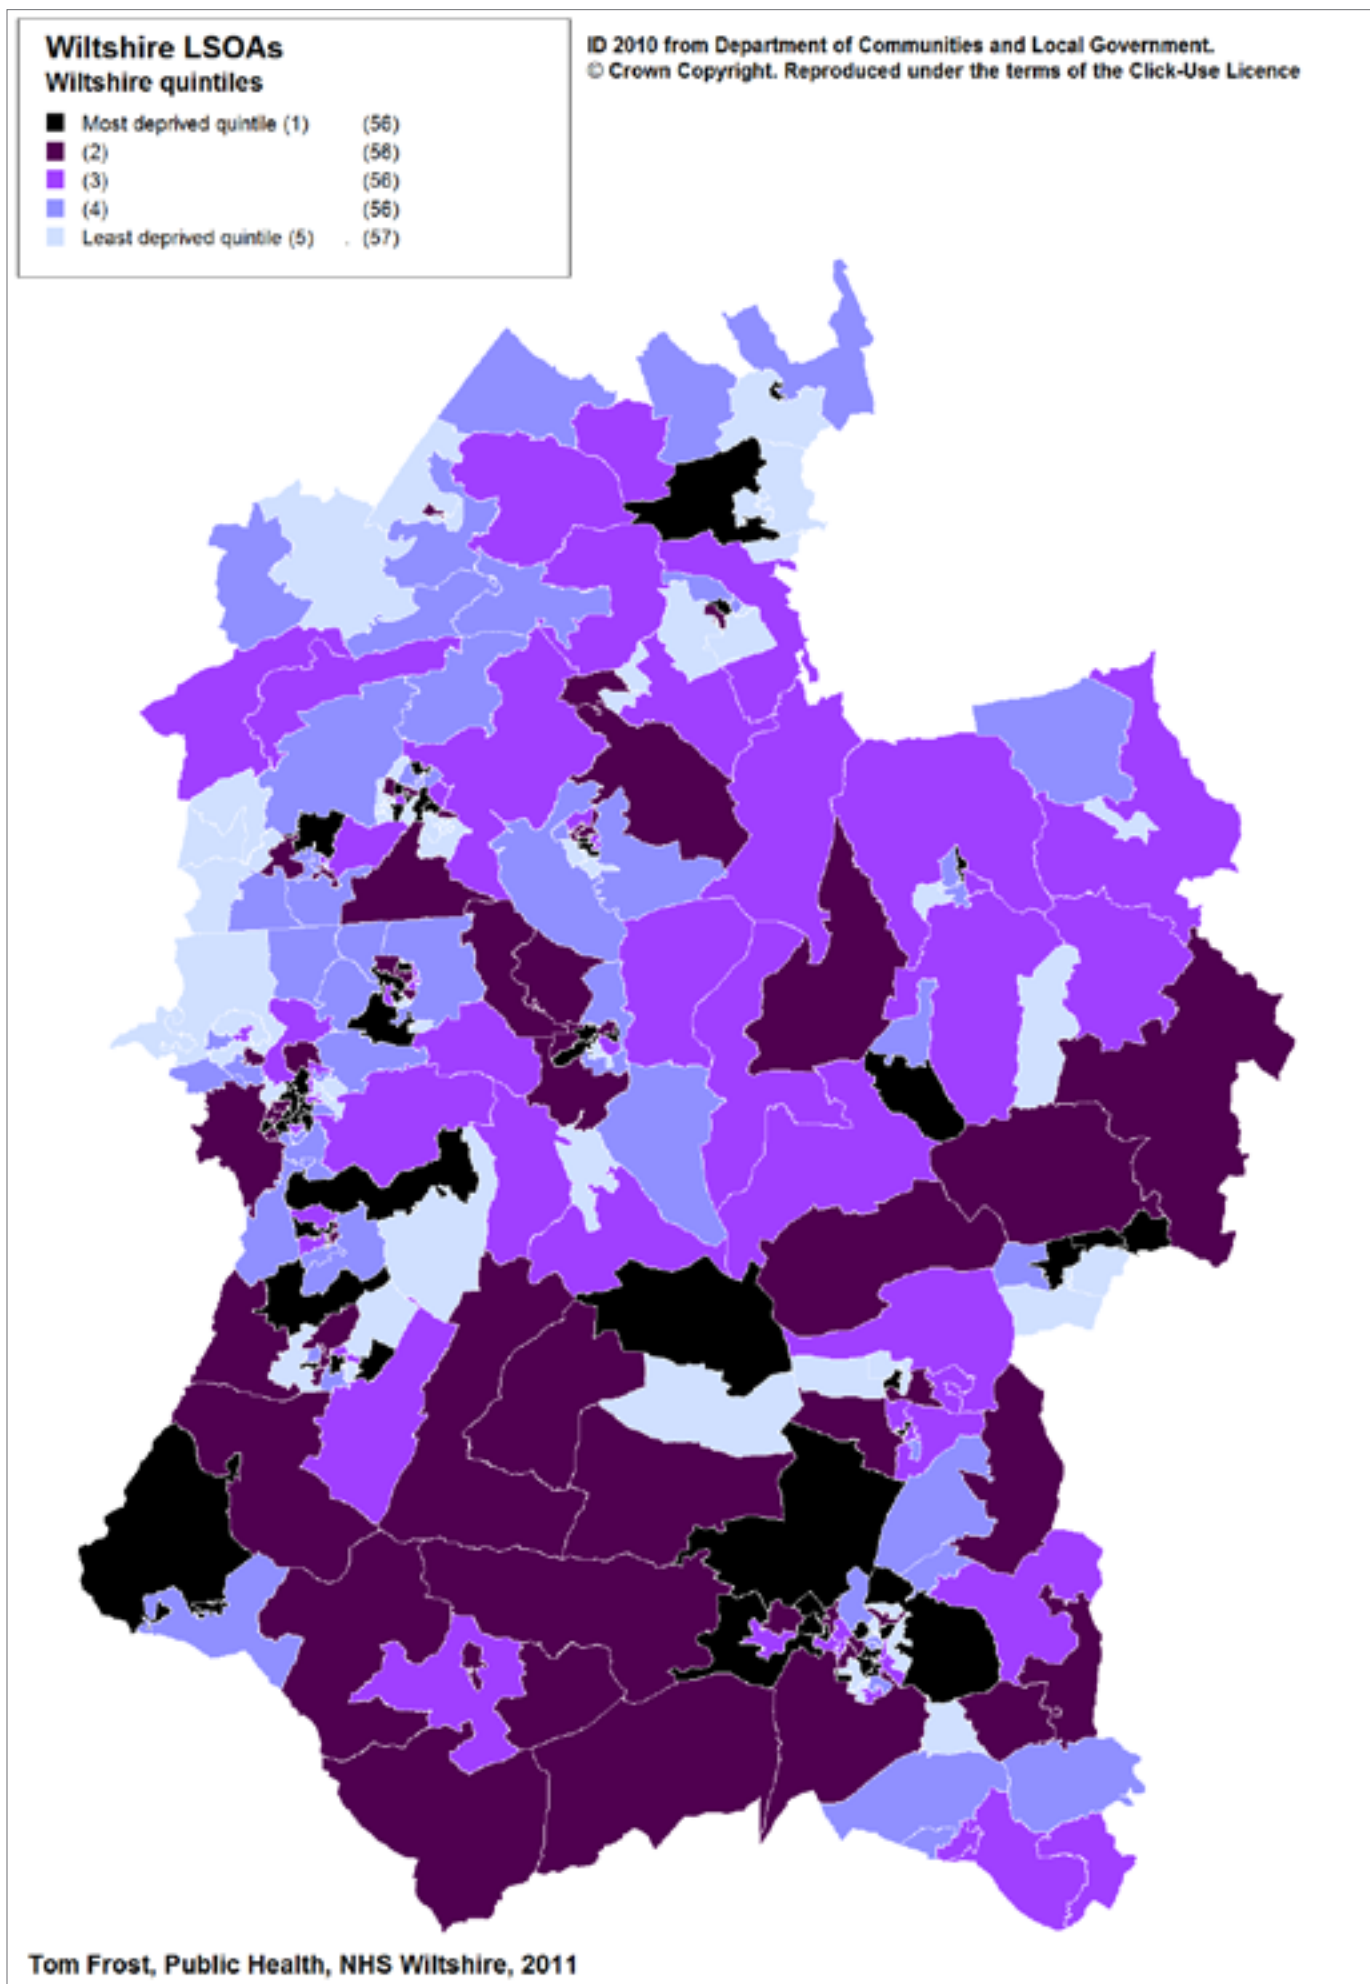 Wiltshire LSOAs
Wiltshire quintiles
Most deprived quintile (1) (56)
(2) (56)
(3) (56)
(4) (56)
Least deprived quintile (5) . (57)
ID 2010 from Department of Communities and Local Government.
© Crown Copyright. Reproduced under the terms of the Click-Use Licence
Tom Frost, Public Health, NHS Wiltshire, 2011